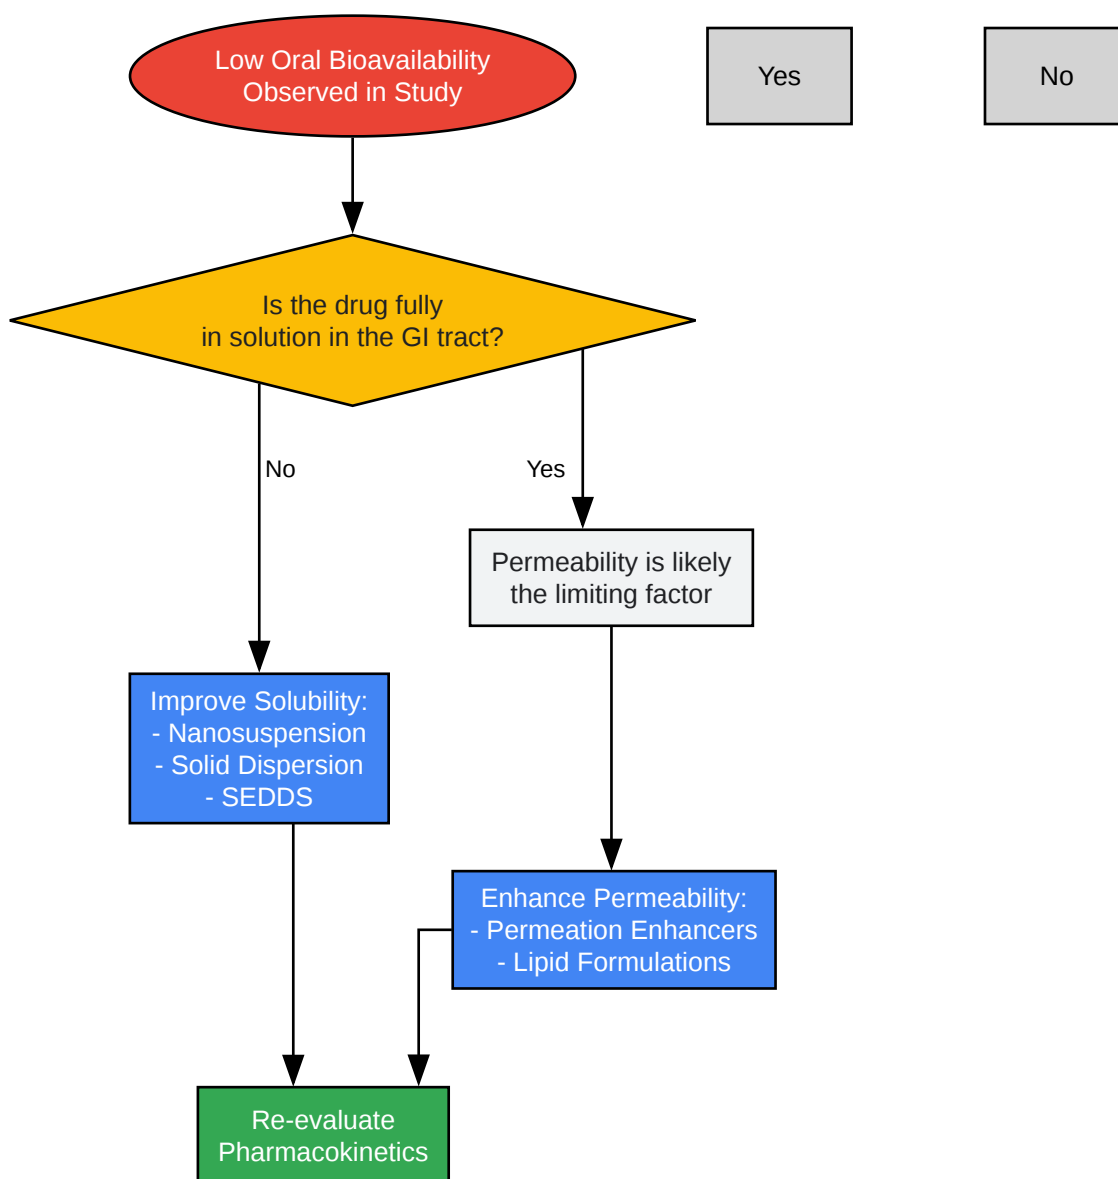 Low Oral Bioavailability
Observed in Study
Yes
No
Is the drug fully
in solution in the GI tract?
No
Yes
Permeability is likely
the limiting factor
Improve Solubility:
- Nanosuspension
- Solid Dispersion
- SEDDS
Enhance Permeability:
- Permeation Enhancers
- Lipid Formulations
Re-evaluate
Pharmacokinetics